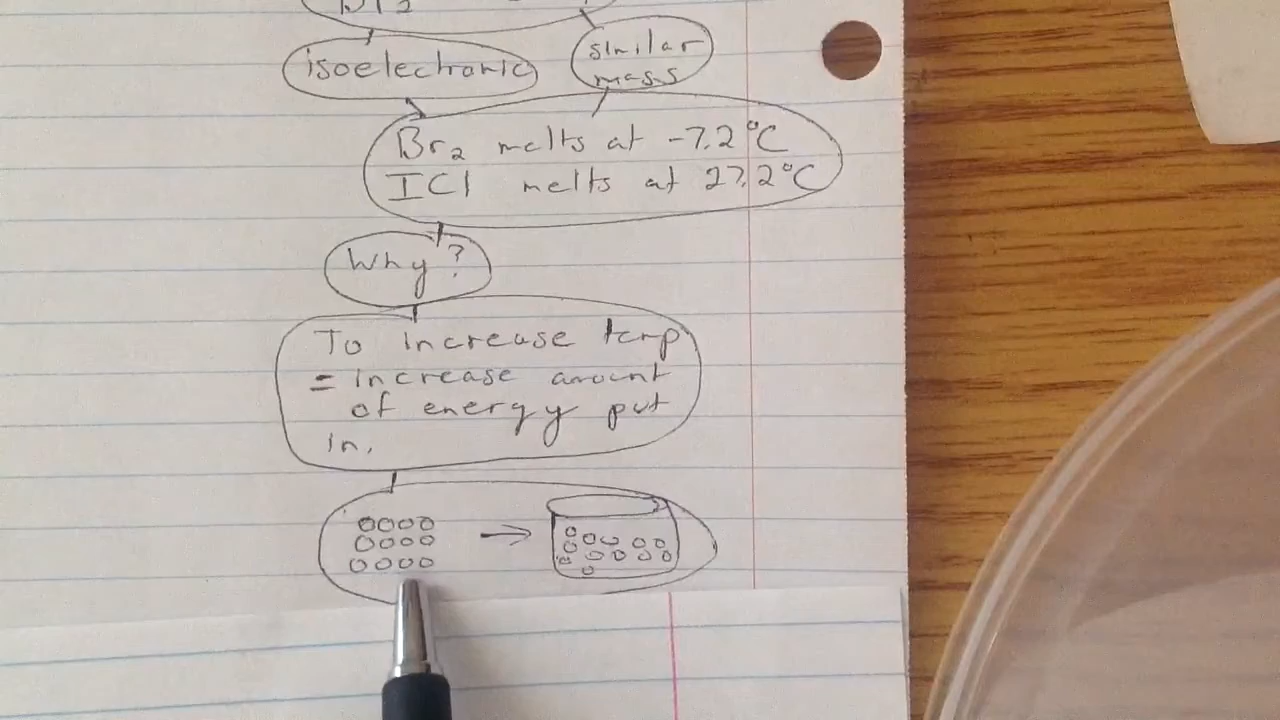 Br₂
isoelectronic
similar
mass
Br₂ melts at -7.2°C
ICl melts at 27.2°C
Why?
To increase temp
= increase amount
of energy put
in.